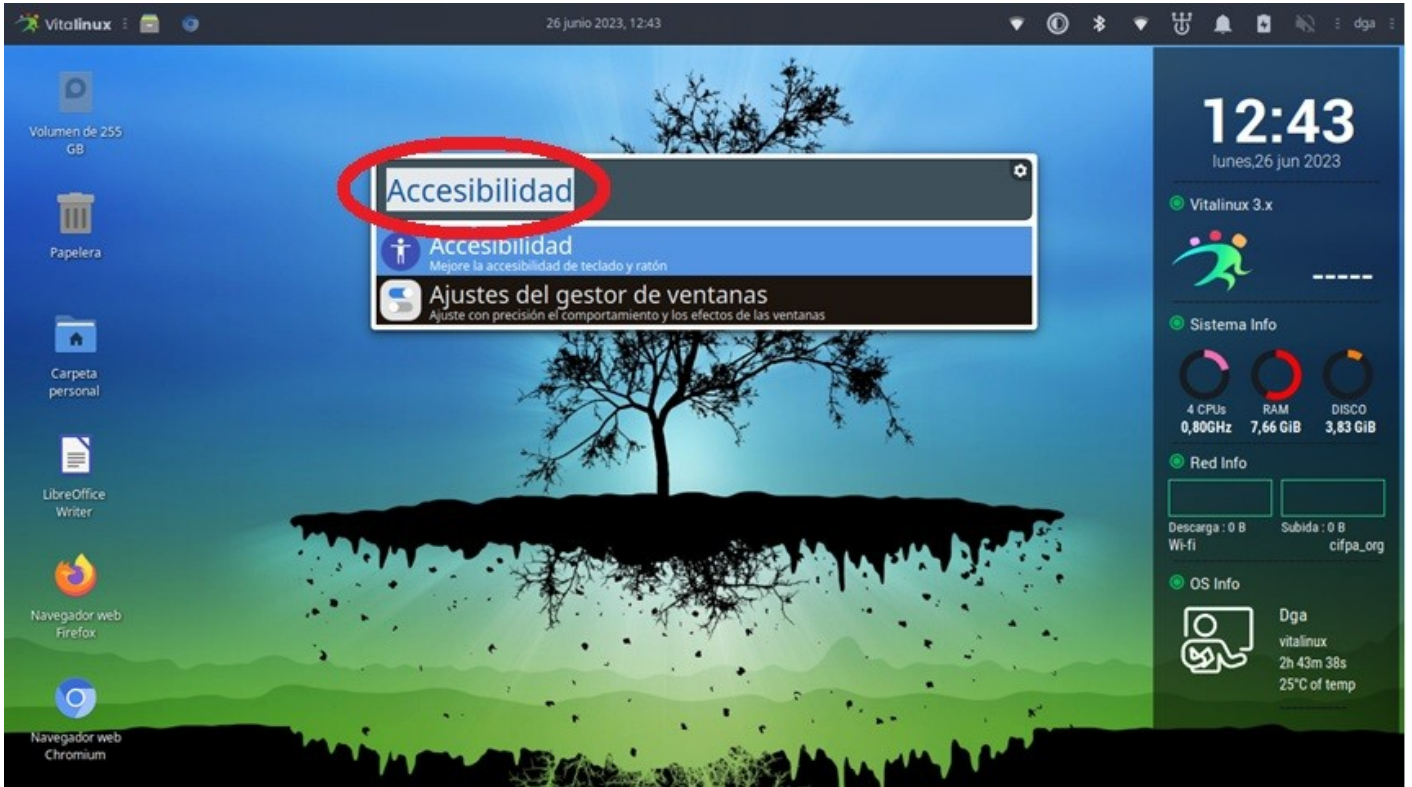 Vitalinux
26 junio 2023, 12:43
dga
Volumen de 255
GB
Papelera
Carpeta
personal
LibreOffice
Writer
Navegador web
Firefox
Navegador web
Chromium
Accesibilidad
Accesibilidad
Mejore la accesibilidad de teclado y ratón
Ajustes del gestor de ventanas
Ajuste con precisión el comportamiento y los efectos de las ventanas
12:43
lunes,26 jun 2023
Vitalinux 3.x
-----
Sistema Info
4 CPUs RAM DISCO
0,80GHz 7,66 GiB 3,83 GiB
Red Info
Descarga : 0 B Subida : 0 B
Wi-fi cifpa_org
OS Info
Dga
vitalinux
2h 43m 38s
25°C of temp